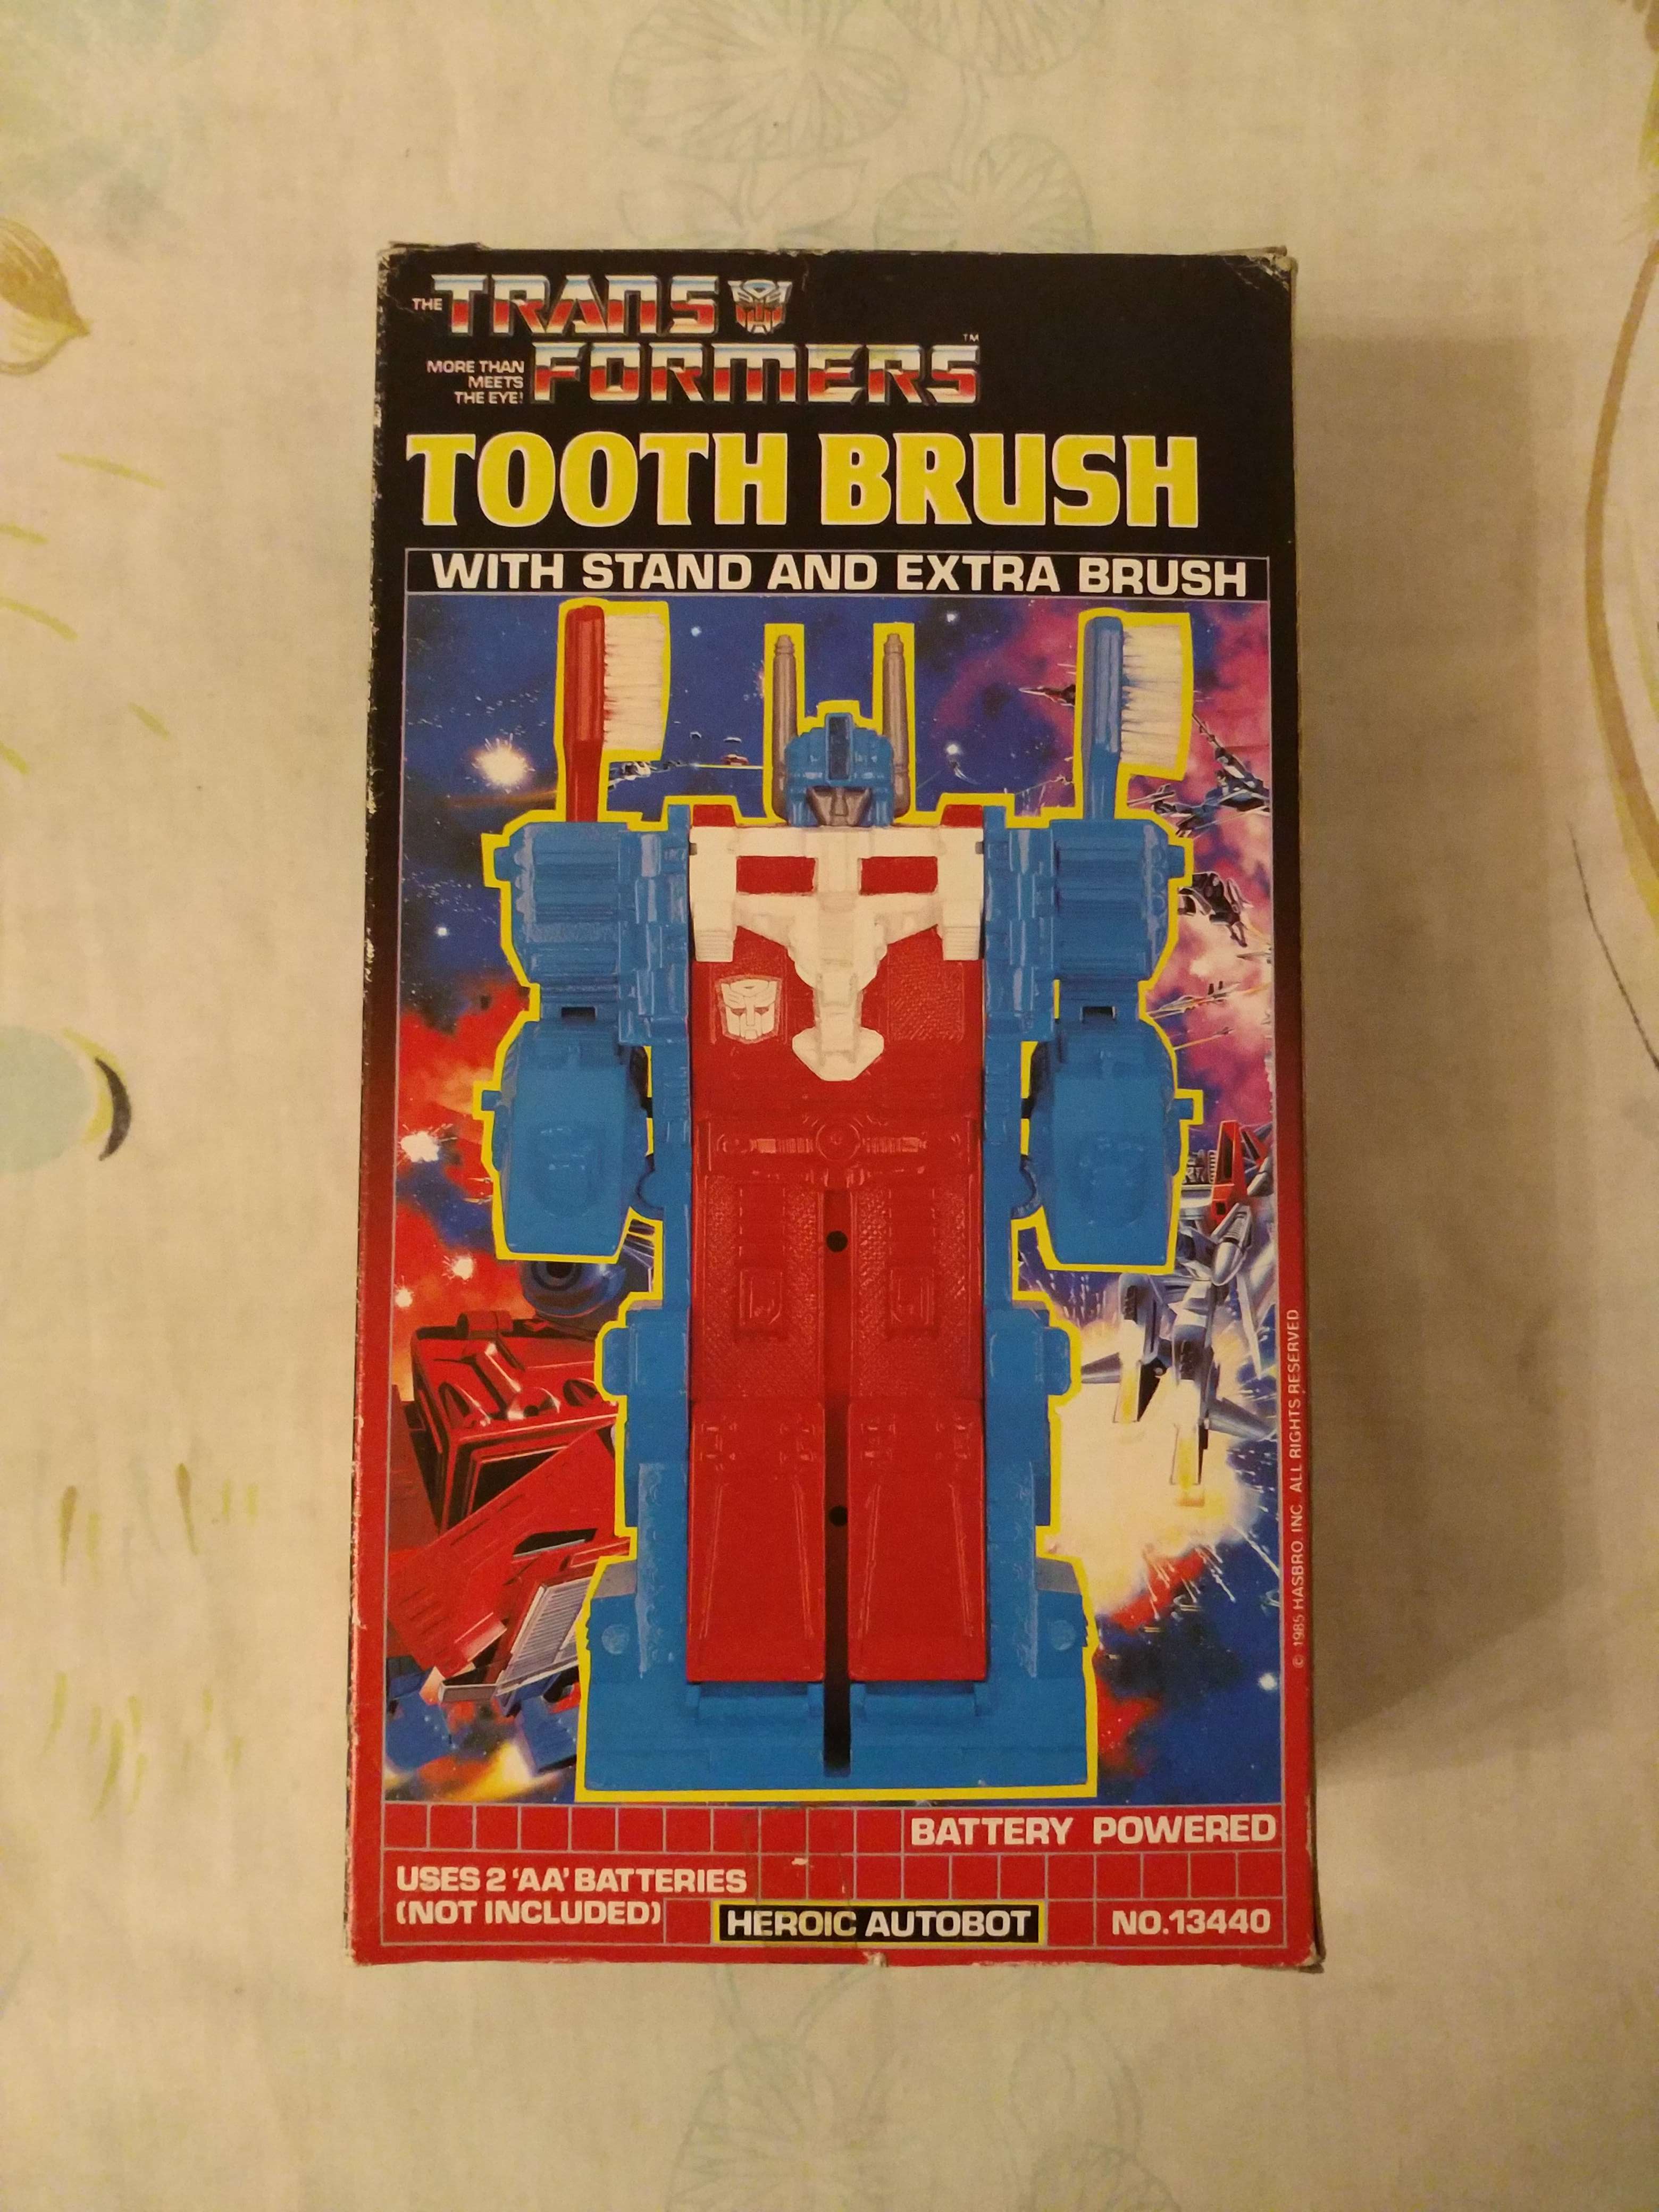 THE TRANS
FORMERS™
MORE THAN
MEETS
THE EYE!
TOOTH BRUSH
WITH STAND AND EXTRA BRUSH
© 1985 HASBRO, INC. ALL RIGHTS RESERVED
BATTERY POWERED
USES 2 'AA' BATTERIES
(NOT INCLUDED)
HEROIC AUTOBOT
NO.13440